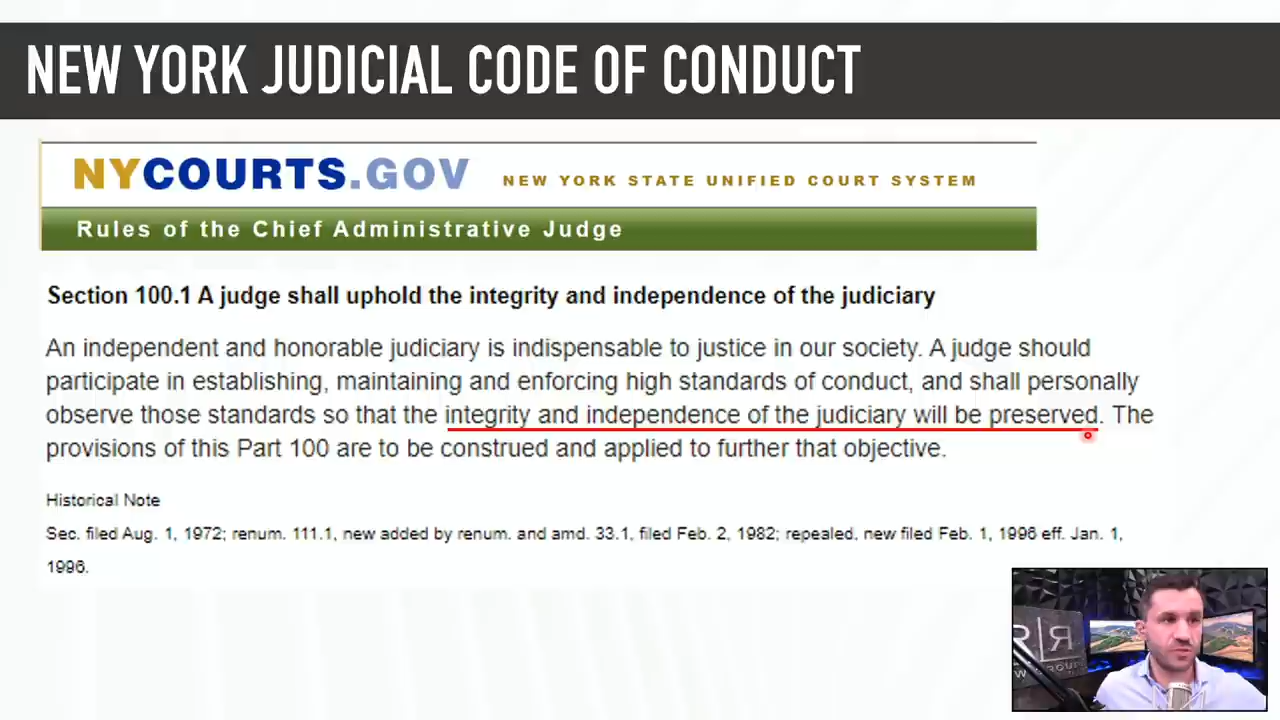 NEW YORK JUDICIAL CODE OF CONDUCT
NYCOURTS.GOV NEW YORK STATE UNIFIED COURT SYSTEM
Rules of the Chief Administrative Judge
Section 100.1 A judge shall uphold the integrity and independence of the judiciary
An independent and honorable judiciary is indispensable to justice in our society. A judge should
participate in establishing, maintaining and enforcing high standards of conduct, and shall personally
observe those standards so that the integrity and independence of the judiciary will be preserved. The
provisions of this Part 100 are to be construed and applied to further that objective.
Historical Note
Sec. filed Aug. 1, 1972; renum. 111.1, new added by renum. and amd. 33.1, filed Feb. 2, 1982; repealed, new filed Feb. 1, 1996 eff. Jan. 1,
1996.